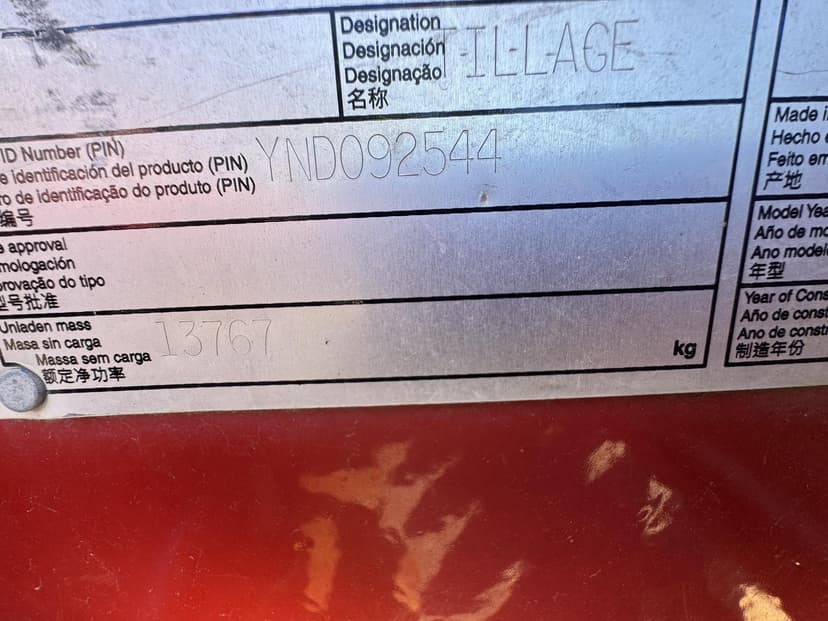 Designation
Designación
Designação
名称
TILLAGE
ID Number (PIN)
e identificación del producto (PIN)
ro de identificação do produto (PIN)
编号
YND092544
e approval
mologación
provação do tipo
型号批准
Unladen mass
Masa sin carga
Massa sem carga
额定净功率
13767
kg
Made i
Hecho e
Feito em
产地
Model Yea
Año de mo
Ano model
年型
Year of Cons
Año de const
Ano de constr
制造年份